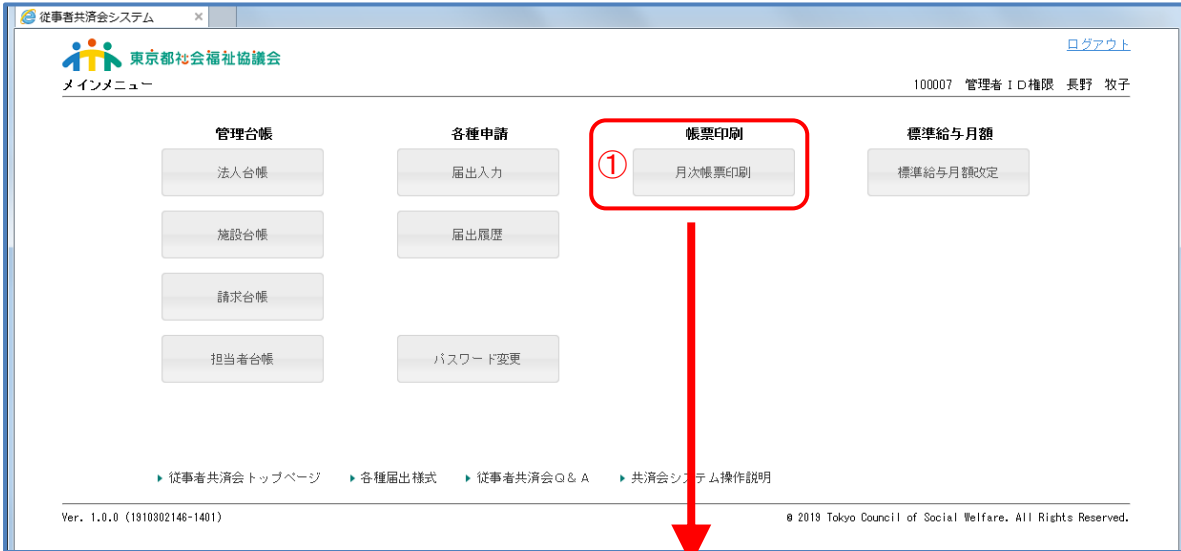 従事者共済会システム ×
ログアウト
東京都社会福祉協議会
メインメニュー
100007 管理者ID権限 長野 牧子
管理台帳 各種申請 帳票印刷 標準給与月額
法人台帳 届出入力 ① 月次帳票印刷 標準給与月額改定
施設台帳 届出履歴
請求台帳
担当者台帳 パスワード変更
従事者共済会トップページ 各種届出様式 従事者共済会Q&A 共済会システム操作説明
Ver. 1.0.0 (1910302146-1401) © 2019 Tokyo Council of Social Welfare. All Rights Reserved.